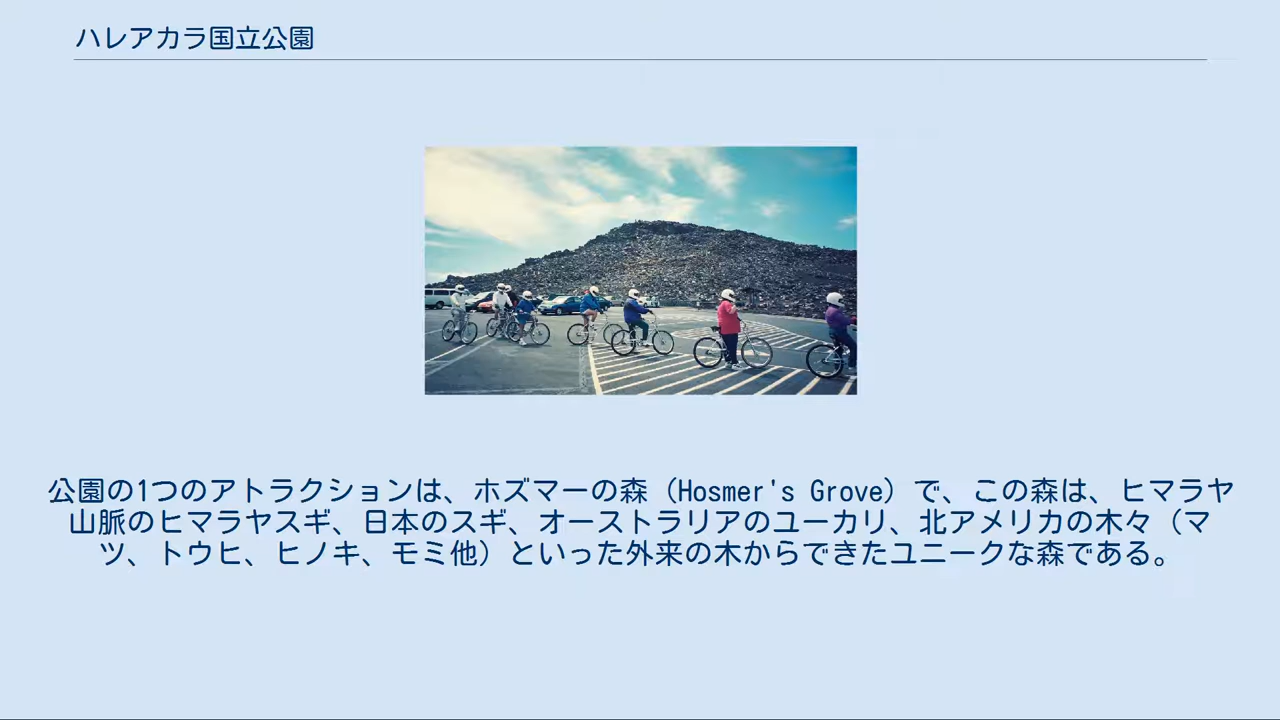 ハレアカラ国立公園
公園の1つのアトラクションは、ホズマーの森（Hosmer's Grove）で、この森は、ヒマラヤ
山脈のヒマラヤスギ、日本のスギ、オーストラリアのユーカリ、北アメリカの木々（マ
ツ、トウヒ、ヒノキ、モミ他）といった外来の木からできたユニークな森である。